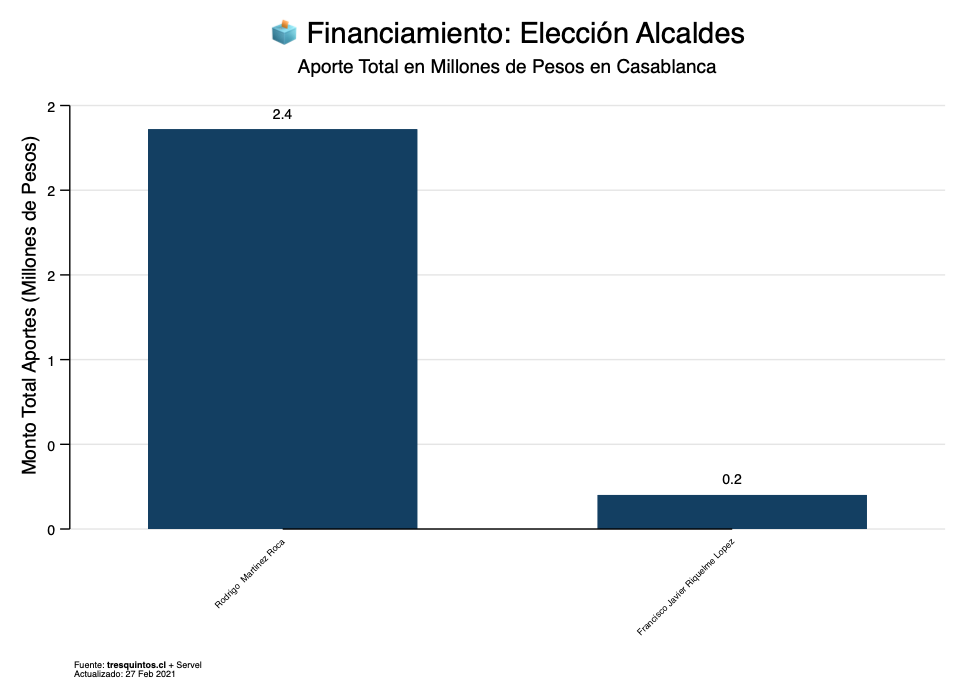 🗳️ Financiamiento: Elección Alcaldes
Aporte Total en Millones de Pesos en Casablanca
Monto Total Aportes (Millones de Pesos)
2
2
2
1
0
0
2.4
0.2
Rodrigo  Martinez Roca
Francisco Javier Riquelme Lopez
Fuente: tresquintos.cl + Servel
Actualizado: 27 Feb 2021